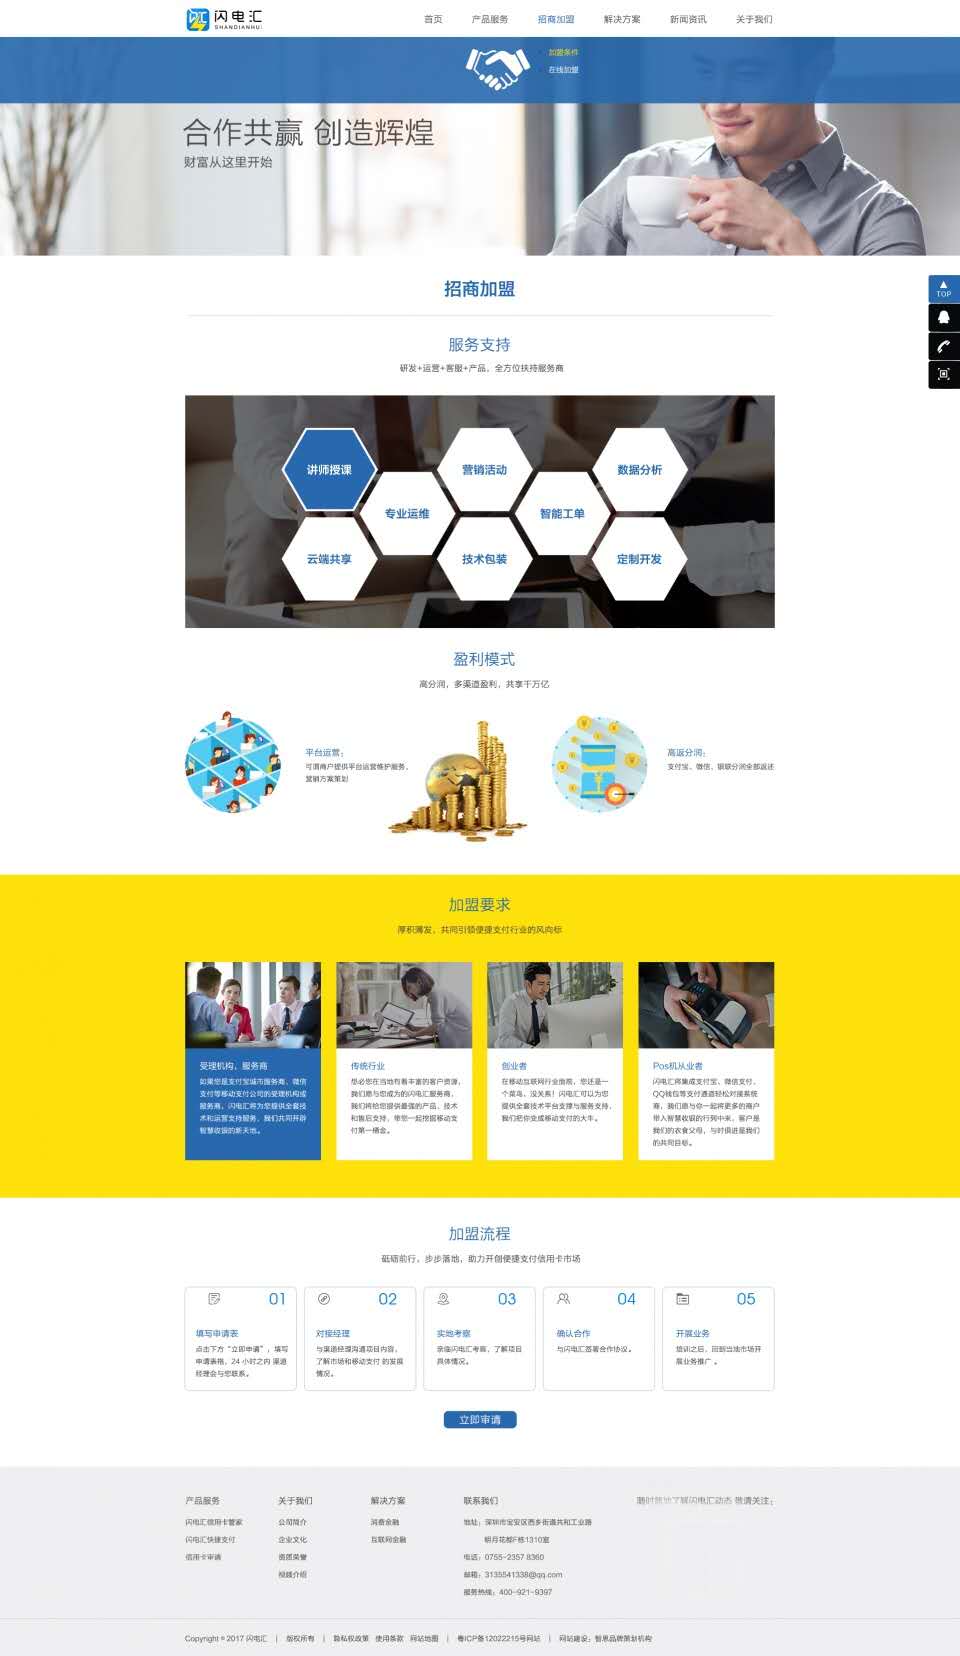 闪电汇
SHANDIANHUI
首页 产品服务 招商加盟 解决方案 新闻资讯 关于我们
加盟条件
在线加盟
合作共赢 创造辉煌
财富从这里开始
TOP
招商加盟
服务支持
研发+运营+客服+产品，全方位扶持服务商
讲师授课 营销活动 数据分析
专业运维 智能工单
云端共享 技术包装 定制开发
盈利模式
高分润，多渠道盈利，共享千万亿
平台运营：
可谓商户提供平台运营维护服务，
营销方案策划
高返分润：
支付宝、微信、银联分润全部返还
加盟要求
厚积薄发，共同引领便捷支付行业的风向标
受理机构，服务商
如果您是支付宝城市服务商、微信
支付等移动支付公司的受理机构或
服务商，闪电汇将为您提供全套技
术和运营支持服务，我们共同开辟
智慧收银的新天地。
传统行业
想必您在当地有着丰富的客户资源，
我们愿与您成为的闪电汇服务商，
我们将给您提供最强的产品、技术
和售后支持，带您一起挖掘移动支
付第一桶金。
创业者
在移动互联网行业面前，您还是一
个菜鸟，没关系！闪电汇可以为您
提供全套技术平台支撑与服务支持，
我们把你变成移动支付的大牛。
Pos机从业者
闪电汇将集成支付宝、微信支付，
QQ钱包等支付通道轻松对接系统
商，我们愿与你一起将更多的商户
带入智慧收银的行列中来，客户是
我们的衣食父母，与时俱进是我们
的共同目标。
加盟流程
砥砺前行，步步落地，助力开创便捷支付信用卡市场
01
填写申请表
点击下方“立即申请”，填写
申请表格，24 小时之内 渠道
经理会与您联系。
02
对接经理
与渠道经理沟通项目内容，
了解市场和移动支付 的发展
情况。
03
实地考察
亲临闪电汇考察，了解项目
具体情况。
04
确认合作
与闪电汇签署合作协议。
05
开展业务
培训之后，回到当地市场开
展业务推广 。
立即审请
产品服务
闪电汇信用卡管家
闪电汇快捷支付
信用卡审请
关于我们
公司简介
企业文化
资质荣誉
视频介绍
解决方案
消费金融
互联网金融
联系我们
地址：深圳市宝安区西乡街道共和工业路
明月花都F栋1310室
电话：0755-2357 8360
邮箱：3135541338@qq.com
服务热线：400-921-9397
随时随地了解闪电汇动态 敬请关注：
Copyright © 2017 闪电汇 | 版权所有 | 隐私权政策 使用条款 网站地图 | 粤ICP备12022215号网站 | 网站建设：智思品牌策划机构